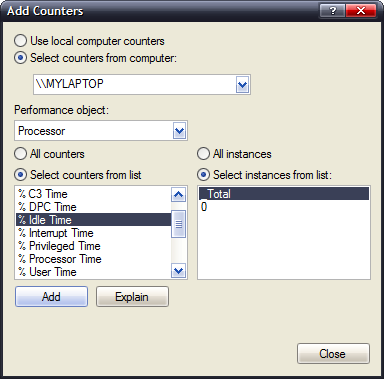 Add Counters
Use local computer counters
Select counters from computer:
\\MYLAPTOP
Performance object:
Processor
All counters
All instances
Select counters from list
Select instances from list:
% C3 Time
% DPC Time
% Idle Time
% Interrupt Time
% Privileged Time
% Processor Time
% User Time
_Total
0
Add
Explain
Close